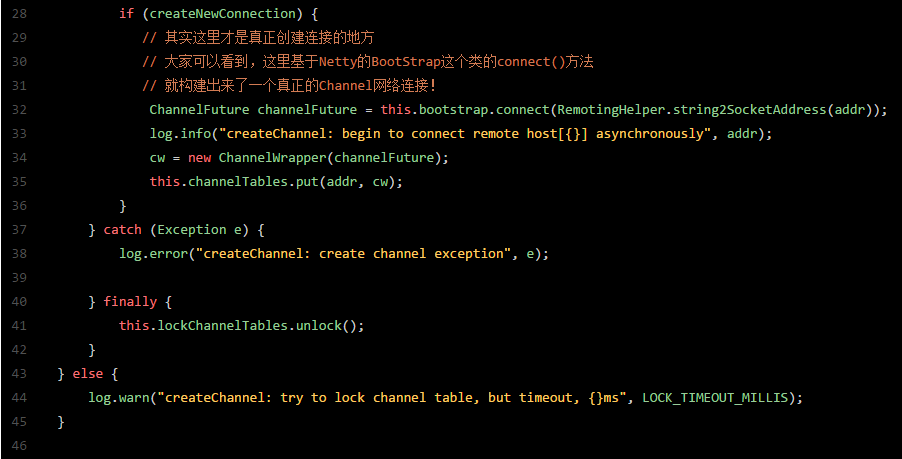 28 if (createNewConnection) {
29 // 其实这里才是真正创建连接的地方
30 // 大家可以看到，这里基于Netty的BootStrap这个类的connect()方法
31 // 就构建出来了一个真正的Channel网络连接!
32 ChannelFuture channelFuture = this.bootstrap.connect(RemotingHelper.string2SocketAddress(addr));
33 log.info("createChannel: begin to connect remote host[{}] asynchronously", addr);
34 cw = new ChannelWrapper(channelFuture);
35 this.channelTables.put(addr, cw);
36 }
37 } catch (Exception e) {
38 log.error("createChannel: create channel exception", e);
39
40 } finally {
41 this.lockChannelTables.unlock();
42 }
43 } else {
44 log.warn("createChannel: try to lock channel table, but timeout, {}ms", LOCK_TIMEOUT_MILLIS);
45 }
46